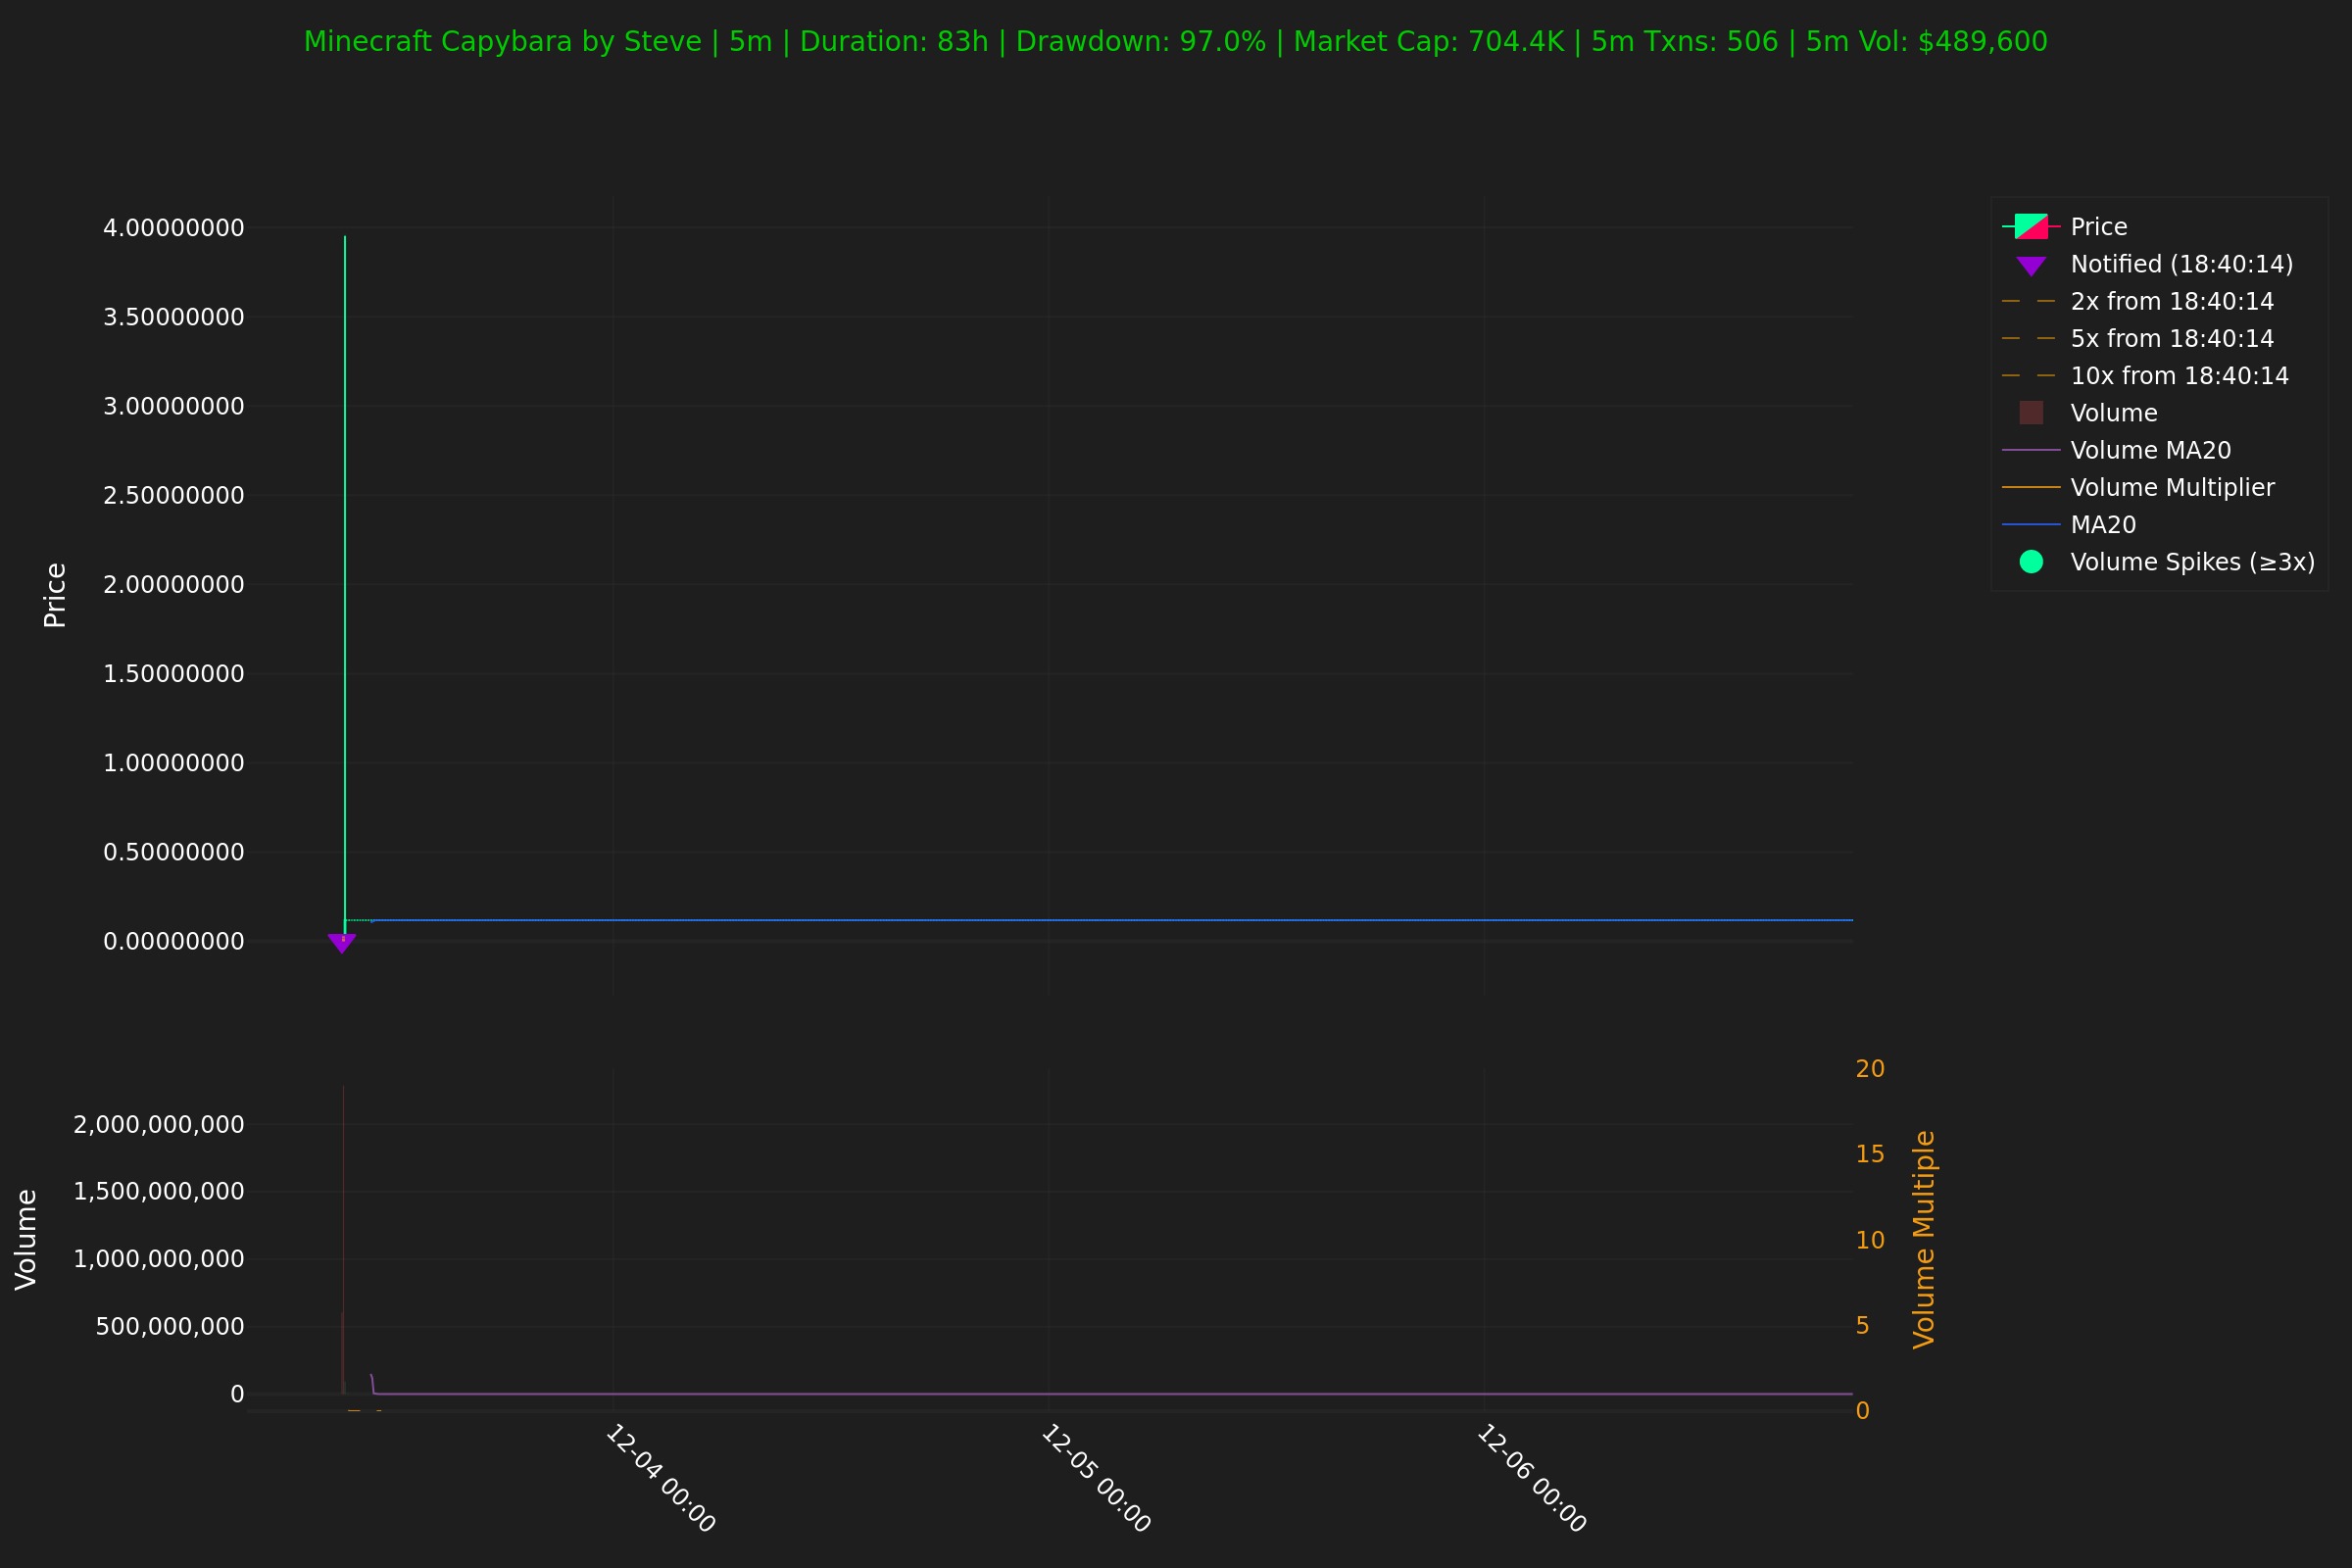 Minecraft Capybara by Steve | 5m | Duration: 83h | Drawdown: 97.0% | Market Cap: 704.4K | 5m Txns: 506 | 5m Vol: $489,600
Price
4.00000000
3.50000000
3.00000000
2.50000000
2.00000000
1.50000000
1.00000000
0.50000000
0.00000000
Price
Notified (18:40:14)
2x from 18:40:14
5x from 18:40:14
10x from 18:40:14
Volume
Volume MA20
Volume Multiplier
MA20
Volume Spikes (≥3x)
Volume
2,000,000,000
1,500,000,000
1,000,000,000
500,000,000
0
20
15
10
5
0
Volume Multiple
12-04 00:00
12-05 00:00
12-06 00:00